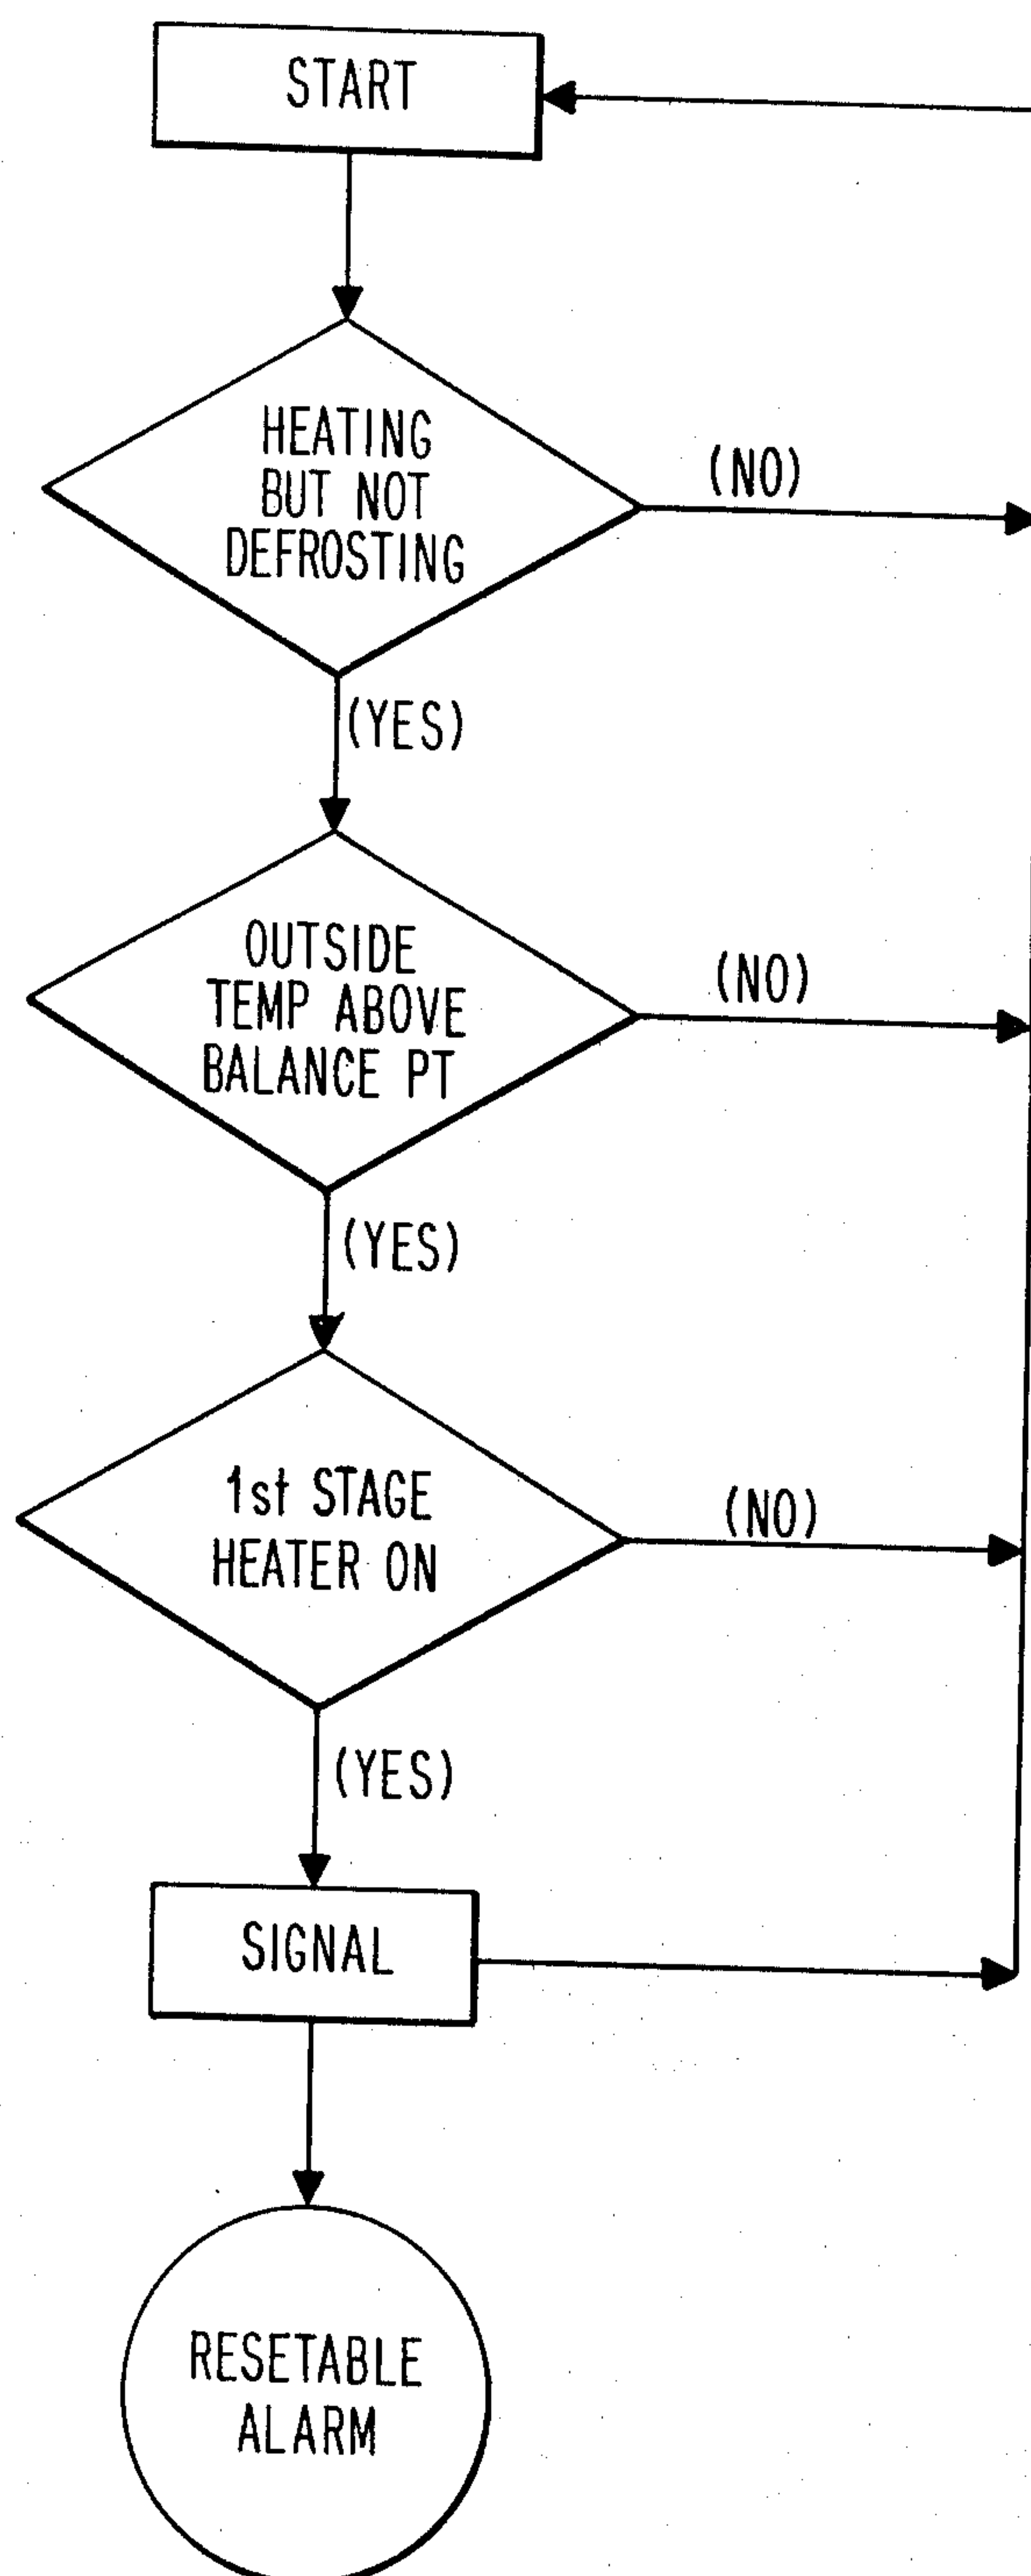 START
HEATING
BUT NOT
DEFROSTING
(NO)
(YES)
OUTSIDE
TEMP ABOVE
BALANCE PT
(NO)
(YES)
1st STAGE
HEATER ON
(NO)
(YES)
SIGNAL
RESETABLE
ALARM